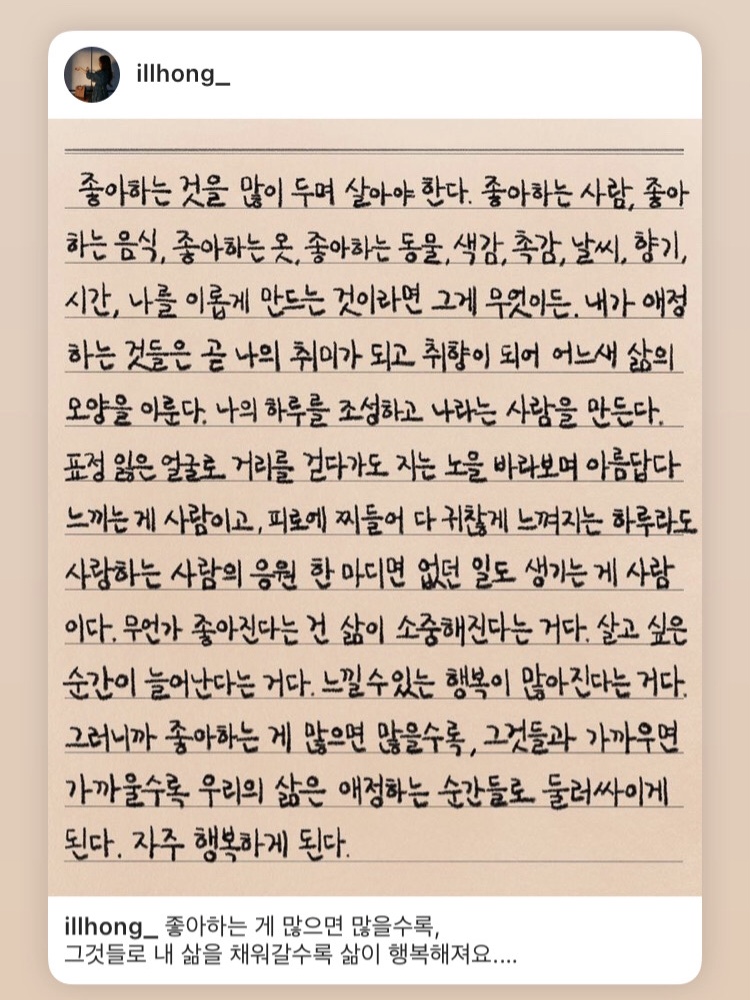 illhong_
좋아하는 것을 많이 두며 살아야 한다. 좋아하는 사람, 좋아
하는 음식, 좋아하는 옷, 좋아하는 동물, 색감, 촉감, 날씨, 향기,
시간, 나를 이롭게 만드는 것이라면 그게 무엇이든. 내가 애정
하는 것들은 곧 나의 취미가 되고 취향이 되어 어느새 삶의
모양을 이룬다. 나의 하루를 조성하고 나라는 사람을 만든다.
표정 잃은 얼굴로 거리를 걷다가도 지는 노을 바라보며 아름답다
느끼는 게 사람이고, 피로에 찌들어 다 귀찮게 느껴지는 하루라도
사랑하는 사람의 응원 한 마디면 없던 힘도 생기는 게 사람
이다. 무언가 좋아진다는 건 삶이 소중해진다는 거다. 살고 싶은
순간이 늘어난다는 거다. 느낄 수 있는 행복이 많아진다는 거다.
그러니까 좋아하는 게 많으면 많을수록, 그것들과 가까우면
가까울수록 우리의 삶은 애정하는 순간들로 둘러싸이게
된다. 자주 행복하게 된다.
illhong_ 좋아하는 게 많으면 많을수록,
그것들로 내 삶을 채워갈수록 삶이 행복해져요....